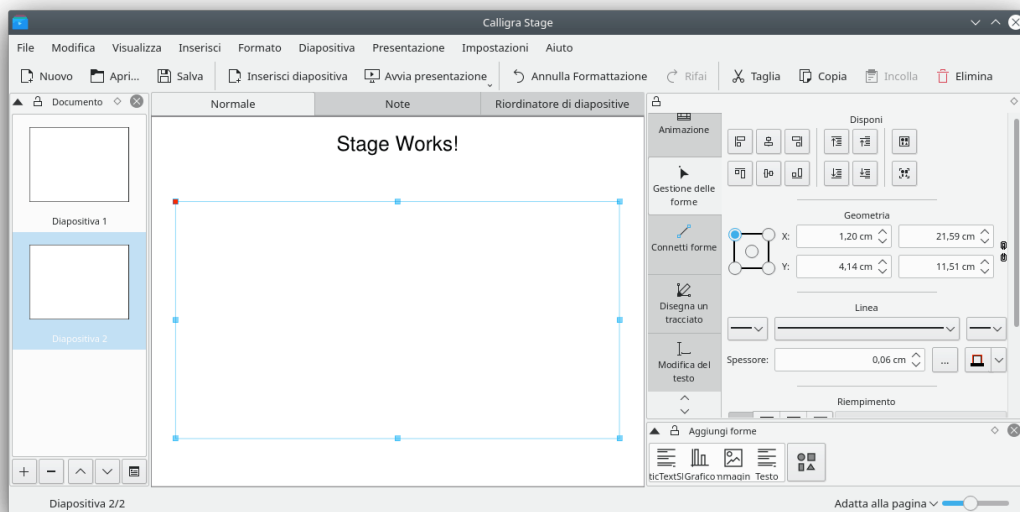 Calligra Stage
File Modifica Visualizza Inserisci Formato Diapositiva Presentazione Impostazioni Aiuto
Nuovo Apri... Salva Inserisci diapositiva Avvia presentazione Annulla Formattazione Rifai Taglia Copia Incolla Elimina
Documento
Normale Note Riordinatore di diapositive
Stage Works!
Diapositiva 1
Diapositiva 2
Animazione
Gestione delle
forme
Connetti forme
Disegna un
tracciato
Modifica del
testo
Disponi
Geometria
X: 1,20 cm 21,59 cm
Y: 4,14 cm 11,51 cm
Linea
Spessore: 0,06 cm ...
Riempimento
Aggiungi forme
ticTextSl Grafico mmagin Testo
Diapositiva 2/2
Adatta alla pagina